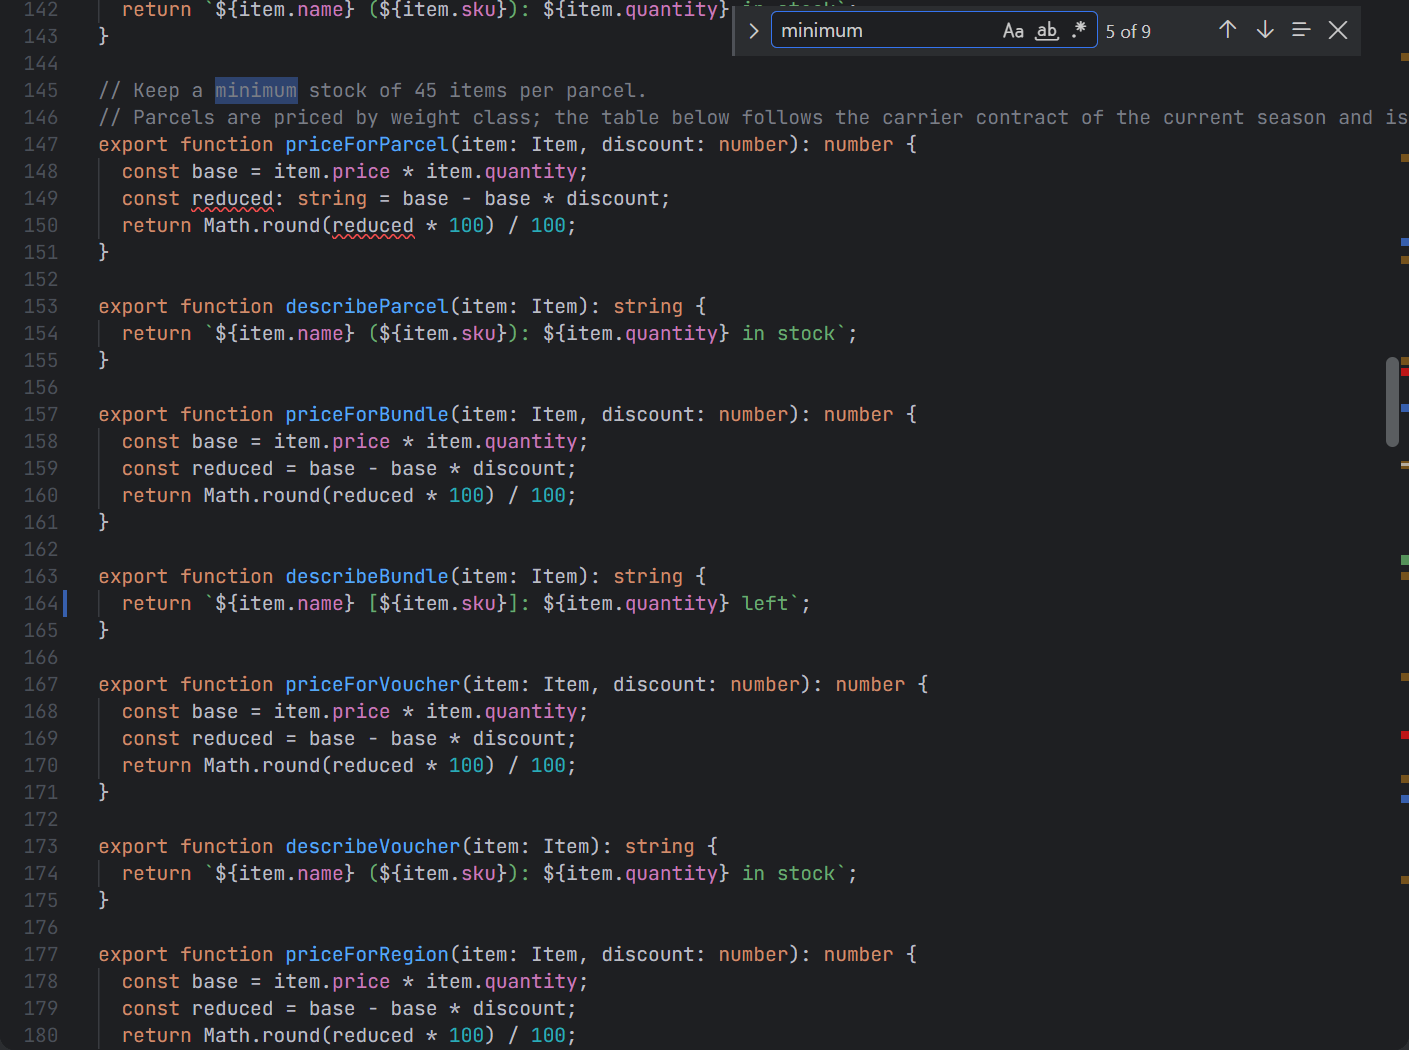 142   return `${item.name} (${item.sku}): ${item.quantity} in stock`;
minimum Aa ab .* 5 of 9
143 }
144
145 // Keep a minimum stock of 45 items per parcel.
146 // Parcels are priced by weight class; the table below follows the carrier contract of the current season and is
147 export function priceForParcel(item: Item, discount: number): number {
148   const base = item.price * item.quantity;
149   const reduced: string = base - base * discount;
150   return Math.round(reduced * 100) / 100;
151 }
152
153 export function describeParcel(item: Item): string {
154   return `${item.name} (${item.sku}): ${item.quantity} in stock`;
155 }
156
157 export function priceForBundle(item: Item, discount: number): number {
158   const base = item.price * item.quantity;
159   const reduced = base - base * discount;
160   return Math.round(reduced * 100) / 100;
161 }
162
163 export function describeBundle(item: Item): string {
164   return `${item.name} [${item.sku}]: ${item.quantity} left`;
165 }
166
167 export function priceForVoucher(item: Item, discount: number): number {
168   const base = item.price * item.quantity;
169   const reduced = base - base * discount;
170   return Math.round(reduced * 100) / 100;
171 }
172
173 export function describeVoucher(item: Item): string {
174   return `${item.name} (${item.sku}): ${item.quantity} in stock`;
175 }
176
177 export function priceForRegion(item: Item, discount: number): number {
178   const base = item.price * item.quantity;
179   const reduced = base - base * discount;
180   return Math.round(reduced * 100) / 100;